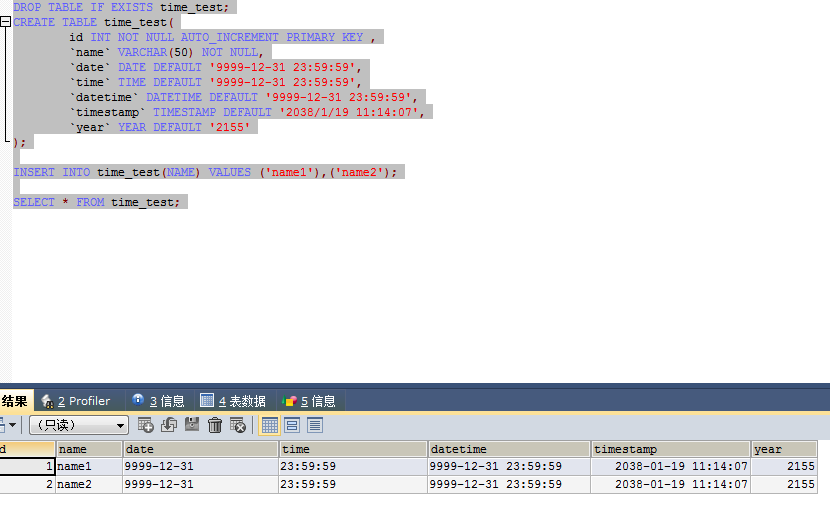 DROP TABLE IF EXISTS time_test;
CREATE TABLE time_test(
id INT NOT NULL AUTO_INCREMENT PRIMARY KEY ,
`name` VARCHAR(50) NOT NULL,
`date` DATE DEFAULT '9999-12-31 23:59:59',
`time` TIME DEFAULT '9999-12-31 23:59:59',
`datetime` DATETIME DEFAULT '9999-12-31 23:59:59',
`timestamp` TIMESTAMP DEFAULT '2038/1/19 11:14:07',
`year` YEAR DEFAULT '2155'
);
INSERT INTO time_test(NAME) VALUES ('name1'),('name2');
SELECT * FROM time_test;
结果 2 Profiler 3 信息 4 表数据 5 信息
（只读）
d name date time datetime timestamp year
1 name1 9999-12-31 23:59:59 9999-12-31 23:59:59 2038-01-19 11:14:07 2155
2 name2 9999-12-31 23:59:59 9999-12-31 23:59:59 2038-01-19 11:14:07 2155